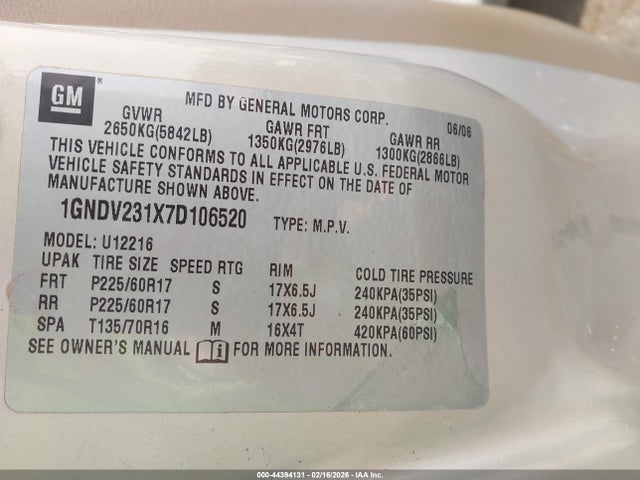 GM ®
MFD BY GENERAL MOTORS CORP. 06/06
GVWR GAWR FRT GAWR RR
2650KG(5842LB) 1350KG(2976LB) 1300KG(2866LB)
THIS VEHICLE CONFORMS TO ALL APPLICABLE U.S. FEDERAL MOTOR
VEHICLE SAFETY STANDARDS IN EFFECT ON THE DATE OF
MANUFACTURE SHOWN ABOVE.
1GNDV231X7D106520 TYPE: M.P.V.
MODEL: U12216
UPAK TIRE SIZE SPEED RTG RIM COLD TIRE PRESSURE
FRT P225/60R17 S 17X6.5J 240KPA(35PSI)
RR P225/60R17 S 17X6.5J 240KPA(35PSI)
SPA T135/70R16 M 16X4T 420KPA(60PSI)
SEE OWNER'S MANUAL FOR MORE INFORMATION.
000-44394131 - 02/16/2026 - IAA Inc.